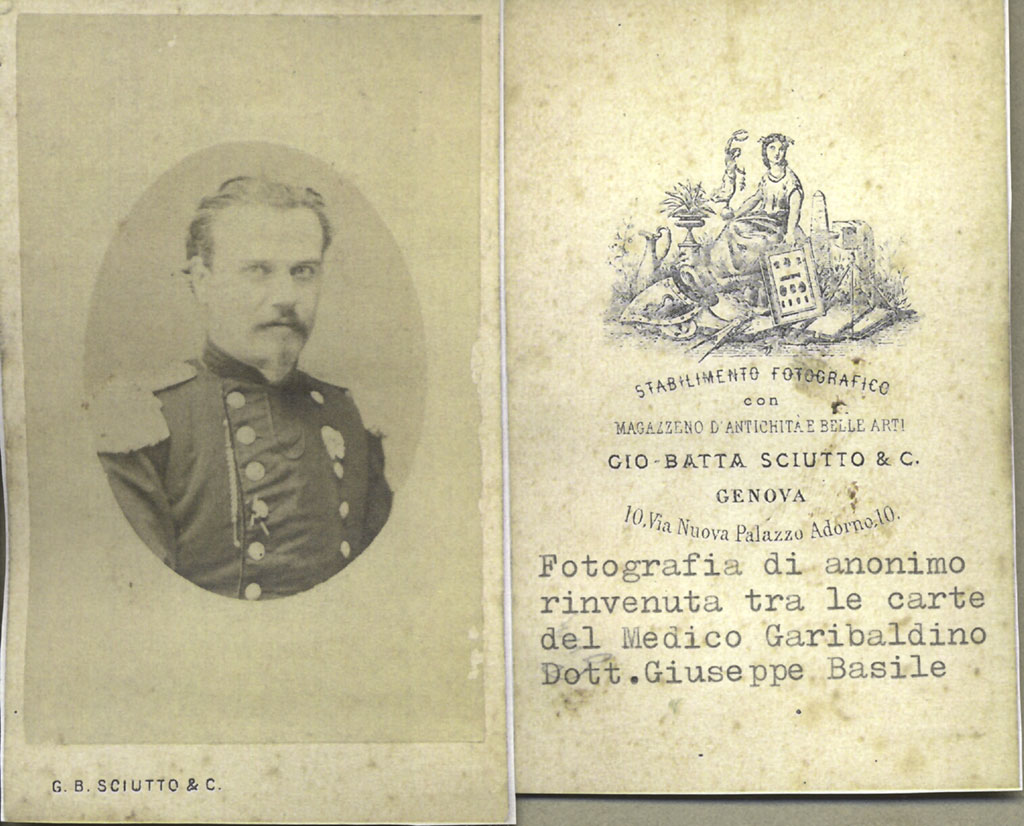 G. B. SCIUTTO & C.
STABILIMENTO FOTOGRAFICO
con
MAGAZZENO D'ANTICHITÀ E BELLE ARTI
GIO-BATTA SCIUTTO & C.
GENOVA
10, Via Nuova Palazzo Adorno, 10.
Fotografia di anonimo
rinvenuta tra le carte
del Medico Garibaldino
Dott.Giuseppe Basile